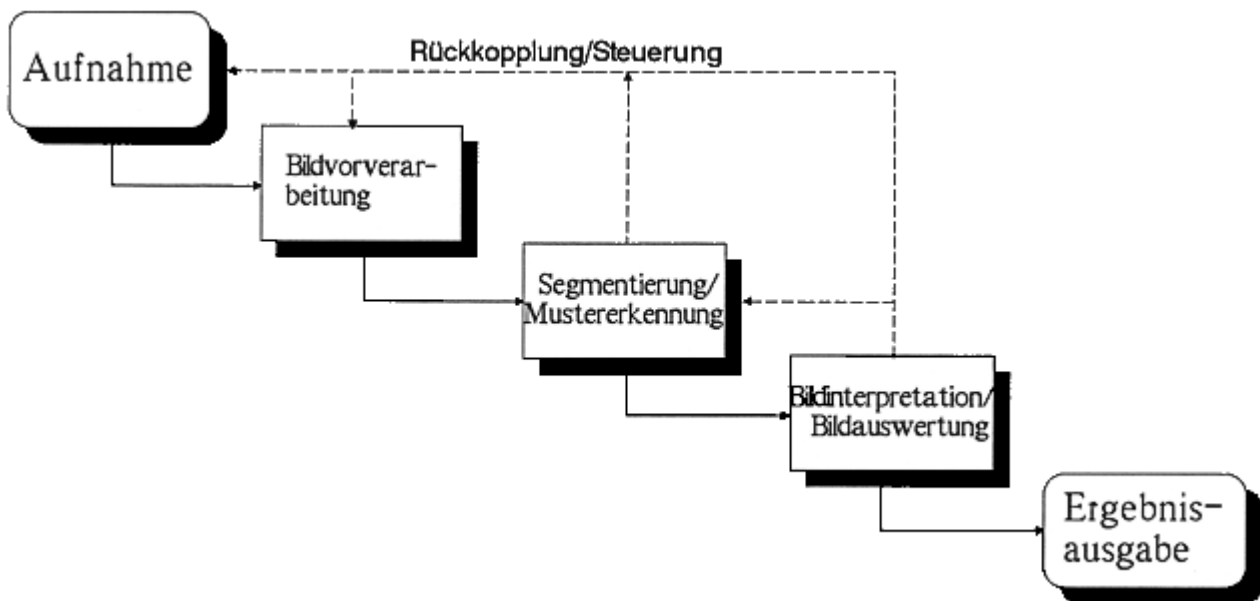 Aufnahme
Rückkopplung/Steuerung
Bildvorverar-
beitung
Segmentierung/
Mustererkennung
Bildinterpretation/
Bildauswertung
Ergebnis-
ausgabe